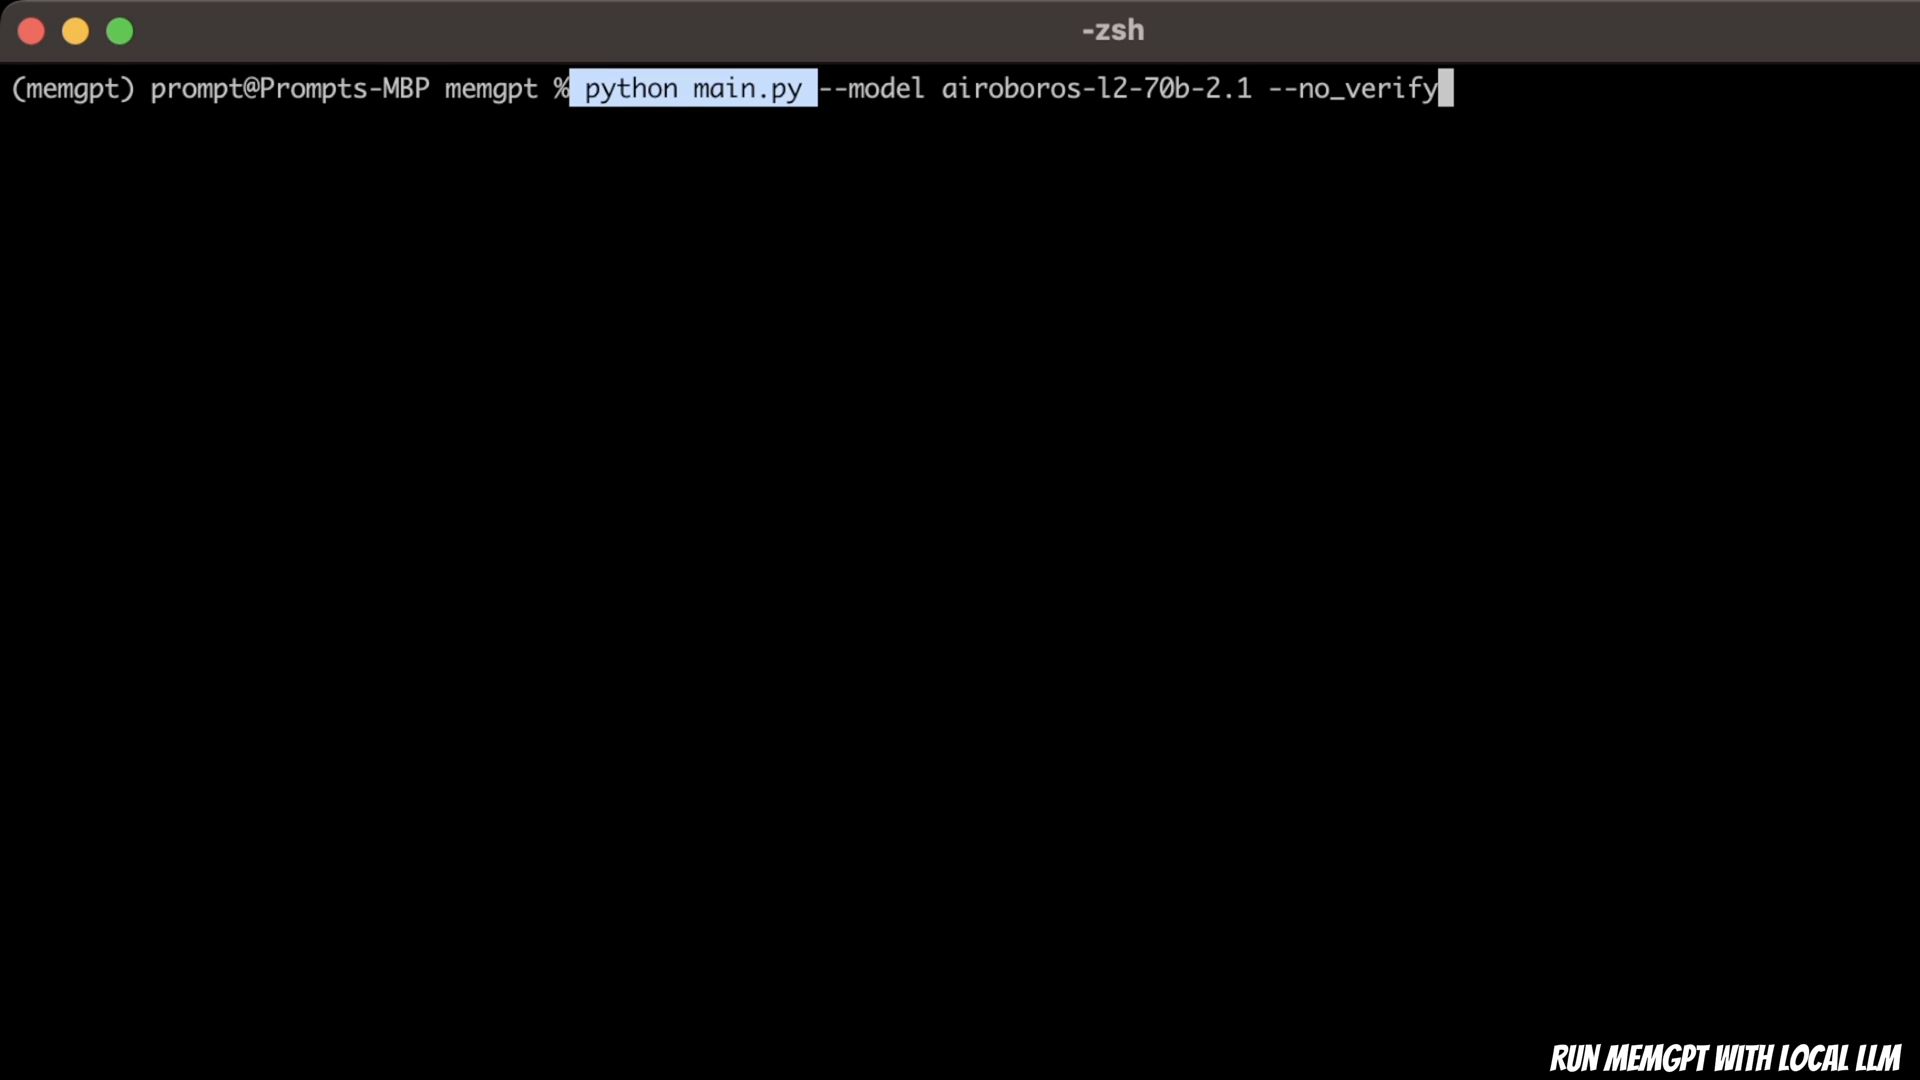 -zsh
(memgpt) prompt@Prompts-MBP memgpt % python main.py --model airoboros-l2-70b-2.1 --no_verify
RUN MEMGPT WITH LOCAL LLM